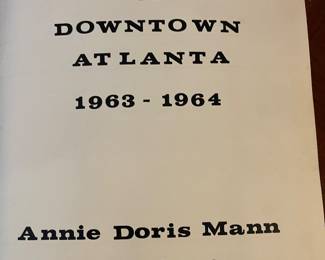 DOWNTOWN
ATLANTA
1963 - 1964
Annie Doris Mann